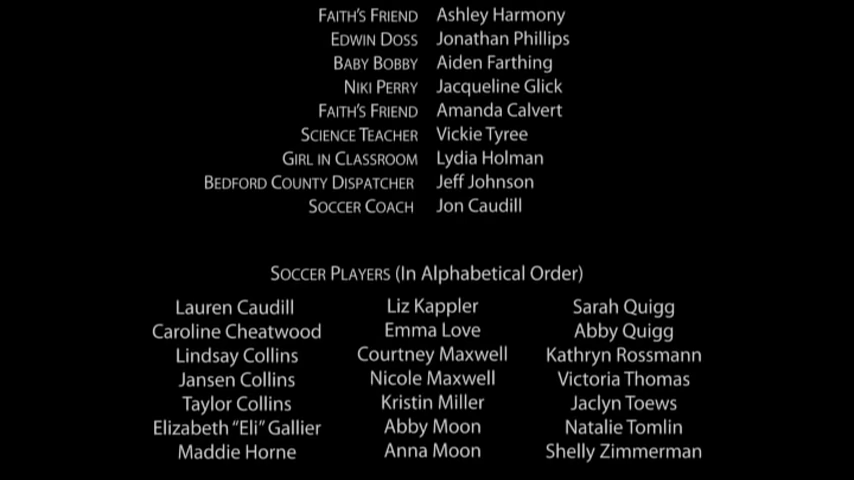 FAITH'S FRIEND Ashley Harmony
EDWIN DOSS Jonathan Phillips
BABY BOBBY Aiden Farthing
NIKI PERRY Jacqueline Glick
FAITH'S FRIEND Amanda Calvert
SCIENCE TEACHER Vickie Tyree
GIRL IN CLASSROOM Lydia Holman
BEDFORD COUNTY DISPATCHER Jeff Johnson
SOCCER COACH Jon Caudill
SOCCER PLAYERS (In Alphabetical Order)
Lauren Caudill Liz Kappler Sarah Quigg
Caroline Cheatwood Emma Love Abby Quigg
Lindsay Collins Courtney Maxwell Kathryn Rossmann
Jansen Collins Nicole Maxwell Victoria Thomas
Taylor Collins Kristin Miller Jaclyn Toews
Elizabeth “Eli” Gallier Abby Moon Natalie Tomlin
Maddie Horne Anna Moon Shelly Zimmerman